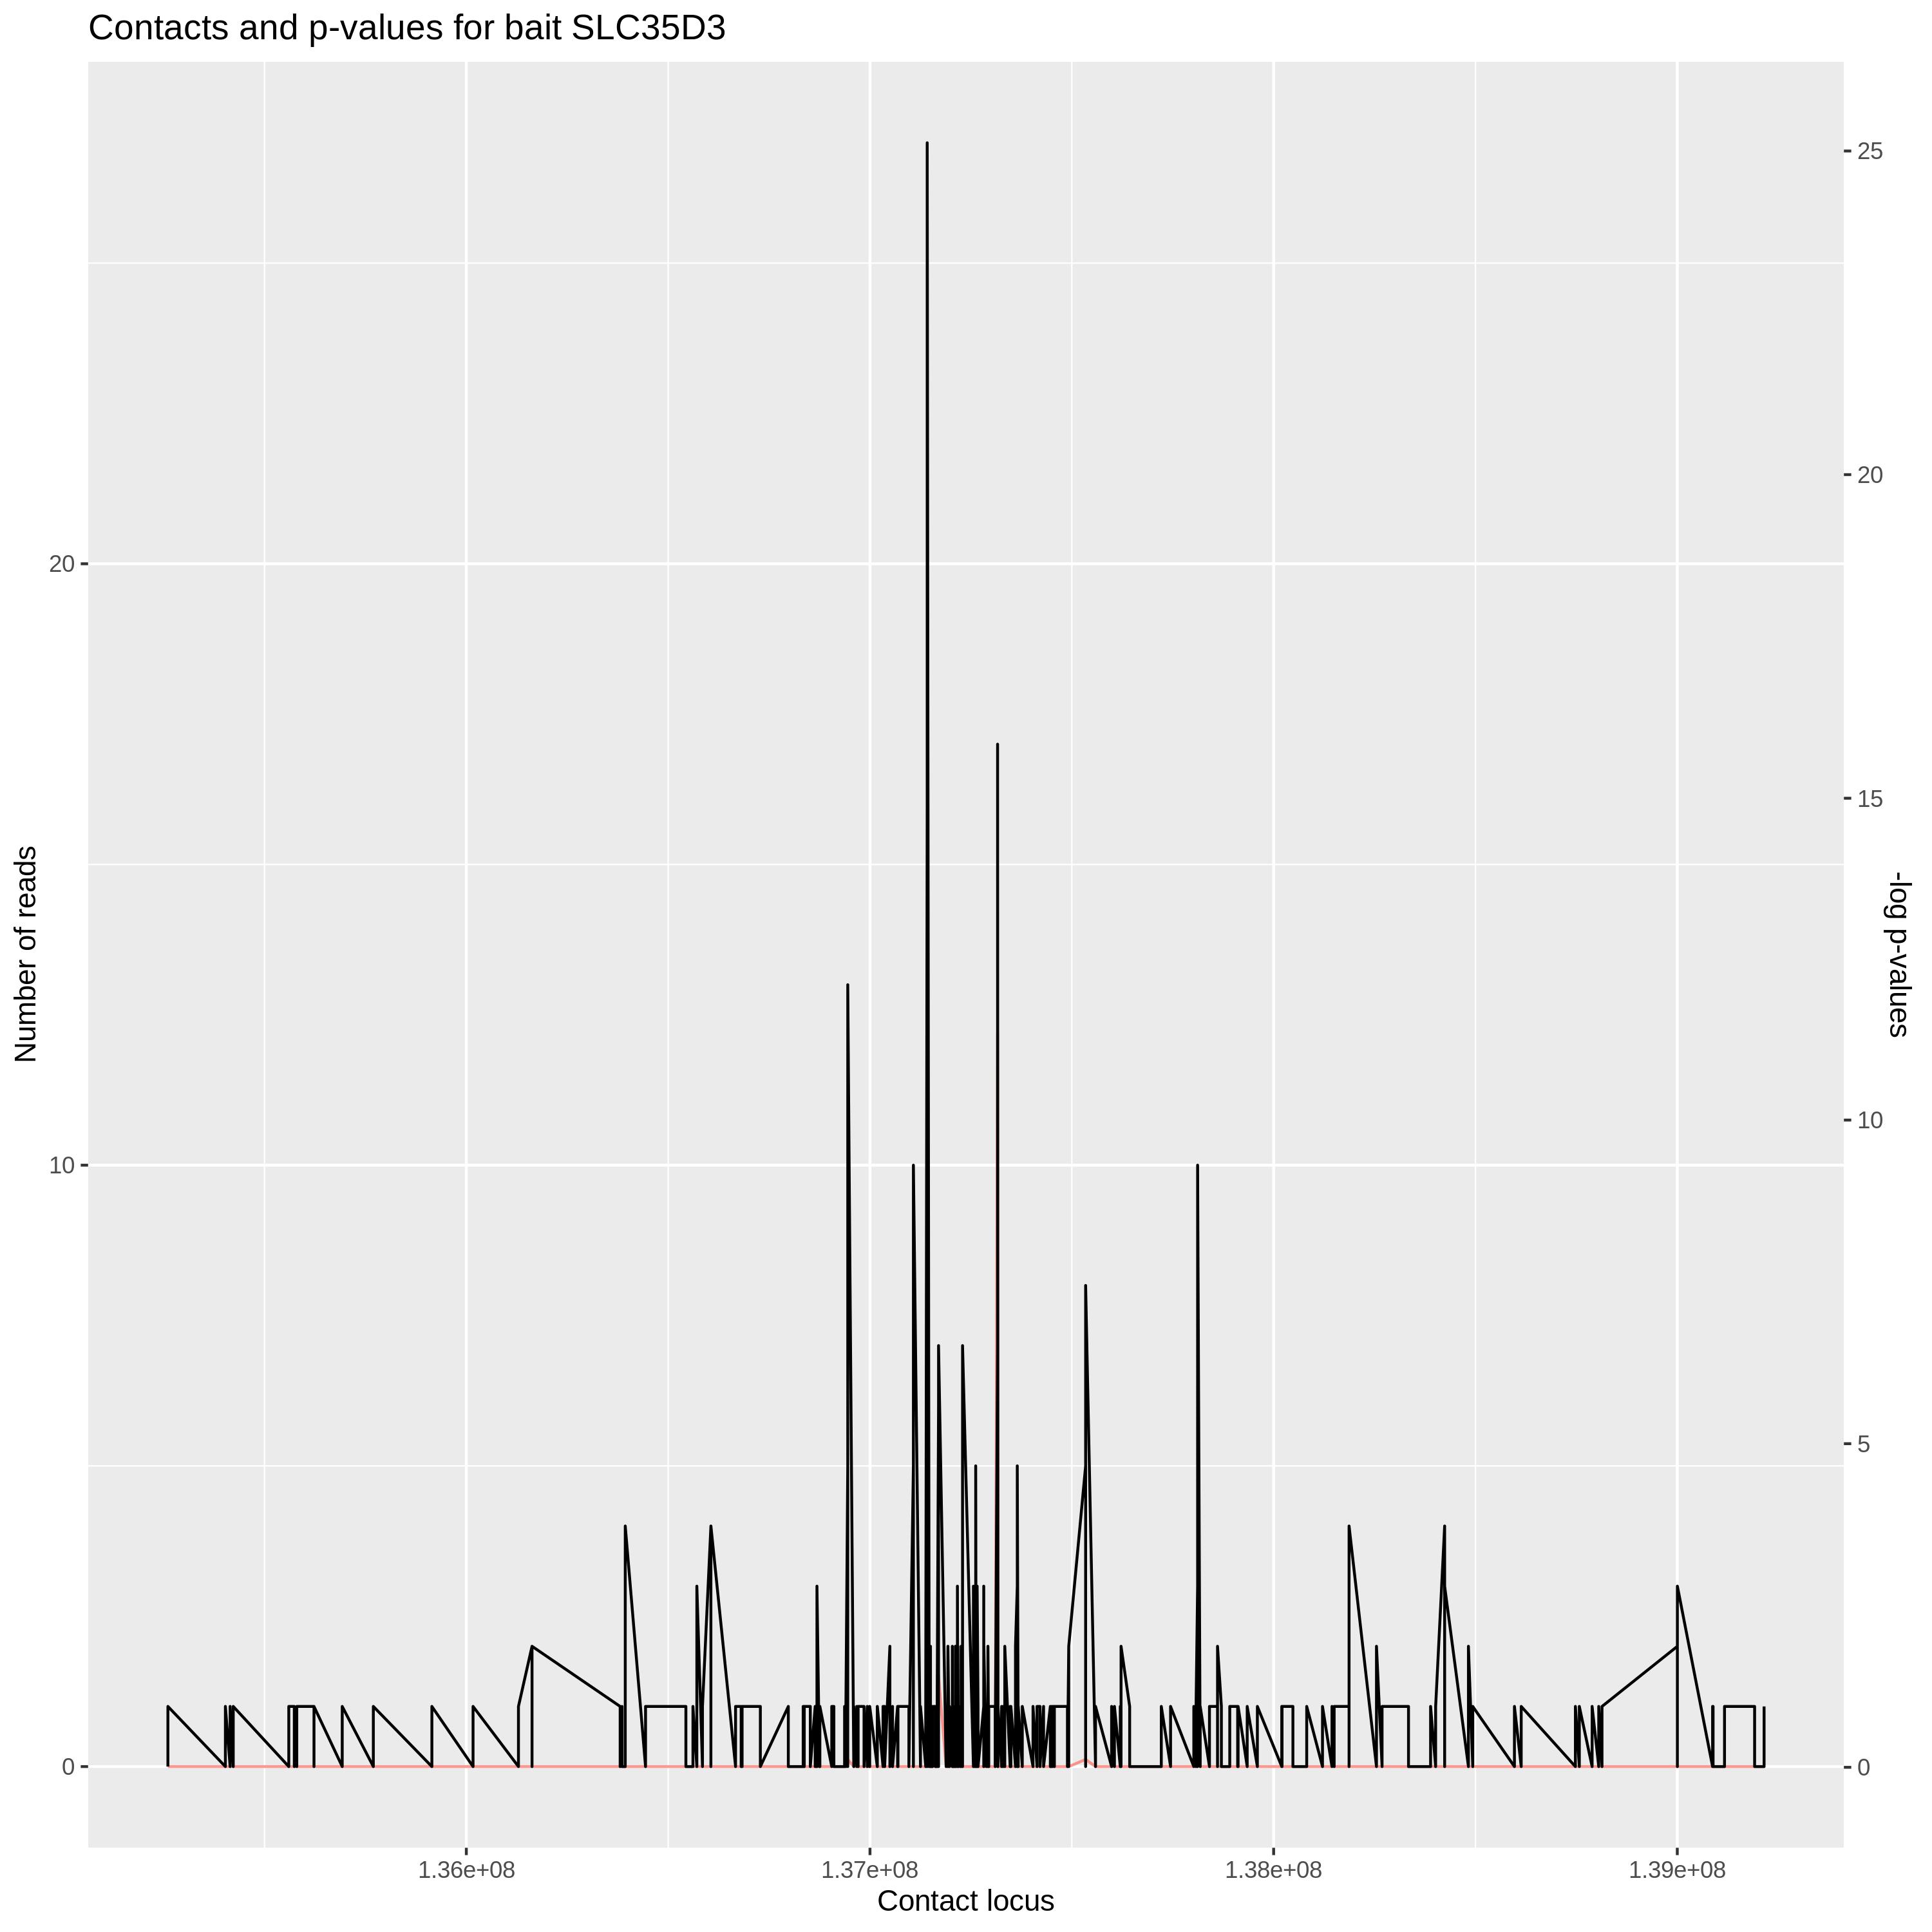 Contacts and p-values for bait SLC35D3
Number of reads
20
10
0
25
20
15
10
5
0
-log p-values
1.36e+08 1.37e+08 1.38e+08 1.39e+08
Contact locus